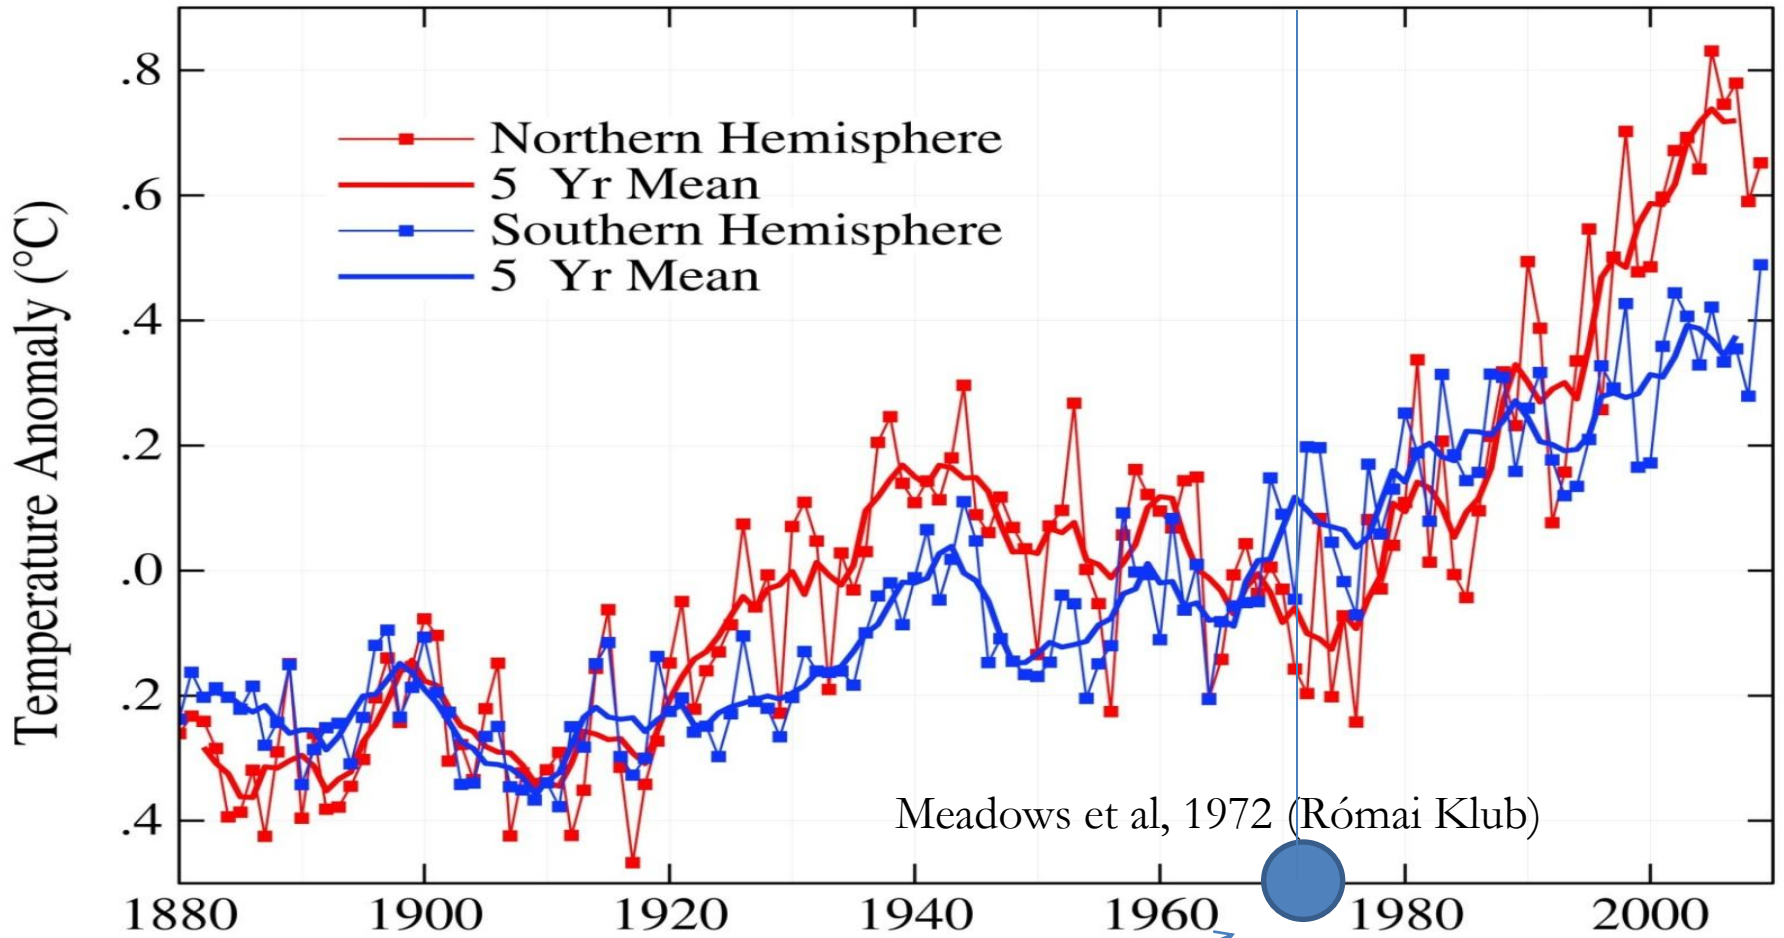 .8
.6
.4
.2
.0
.2
.4
Temperature Anomaly (°C)
Northern Hemisphere
5 Yr Mean
Southern Hemisphere
5 Yr Mean
Meadows et al, 1972 (Római Klub)
1880 1900 1920 1940 1960 1980 2000